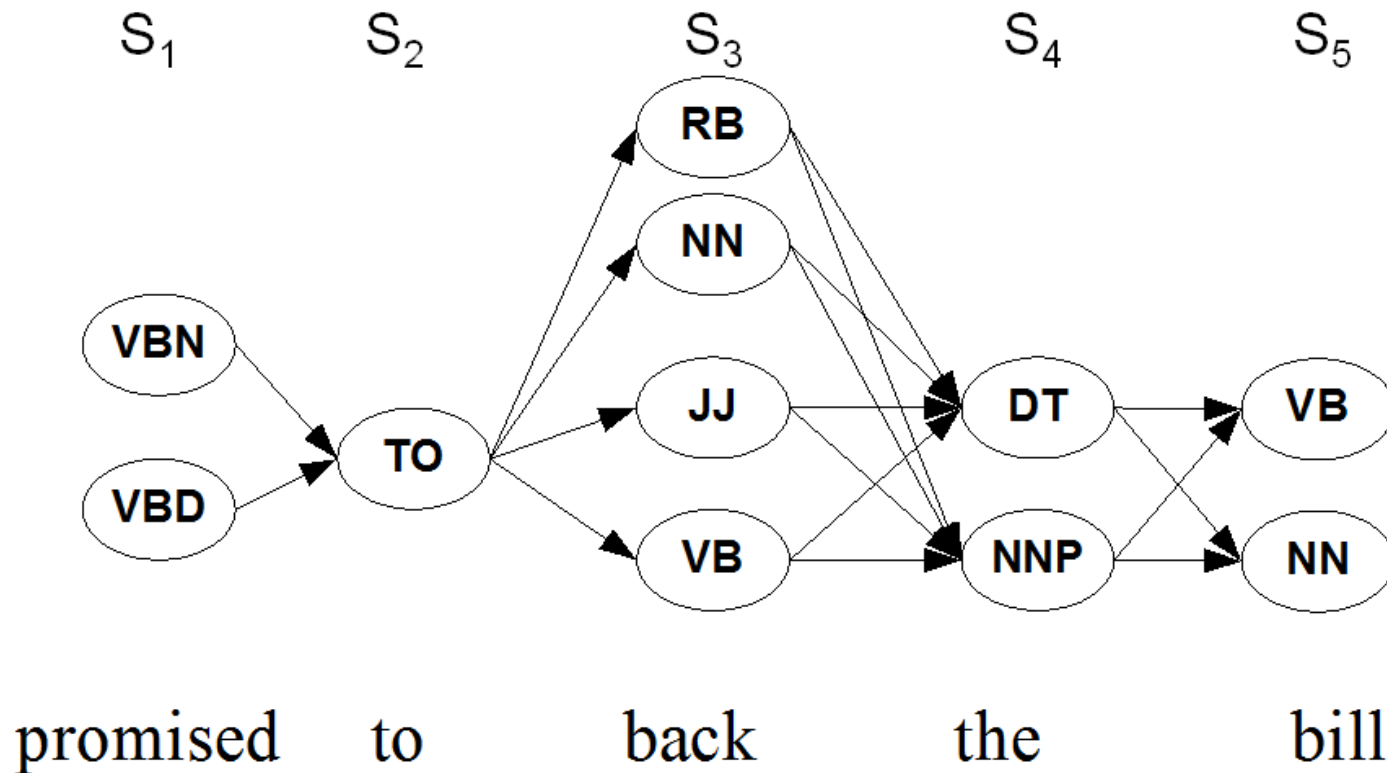 S1 S2 S3 S4 S5
RB
NN
VBN
JJ DT VB
TO
VBD
VB NNP NN
promised to back the bill